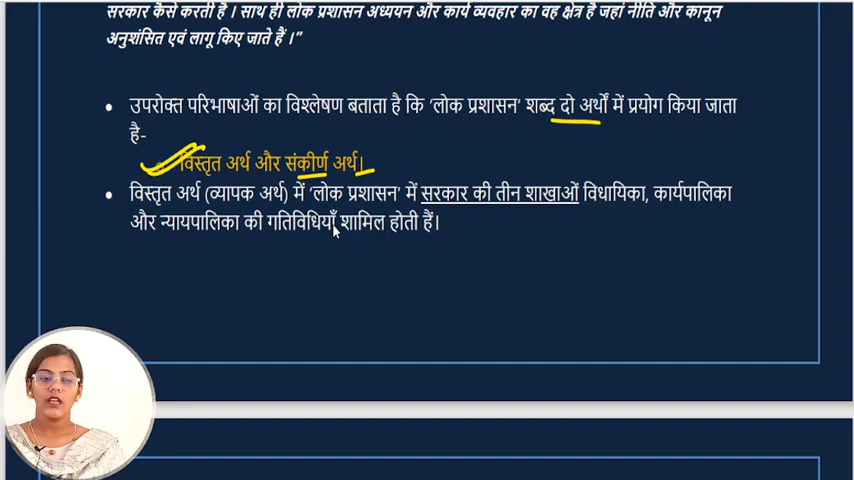 सरकार कैसे करती है । साथ ही लोक प्रशासन अध्ययन और कार्य व्यवहार का वह क्षेत्र है जहां नीति और कानून
अनुशंसित एवं लागू किए जाते हैं ।”
उपरोक्त परिभाषाओं का विश्लेषण बताता है कि ‘लोक प्रशासन’ शब्द दो अर्थों में प्रयोग किया जाता
है-
विस्तृत अर्थ और संकीर्ण अर्थ।
विस्तृत अर्थ (व्यापक अर्थ) में ‘लोक प्रशासन’ में सरकार की तीन शाखाओं विधायिका, कार्यपालिका
और न्यायपालिका की गतिविधियाँ शामिल होती हैं।